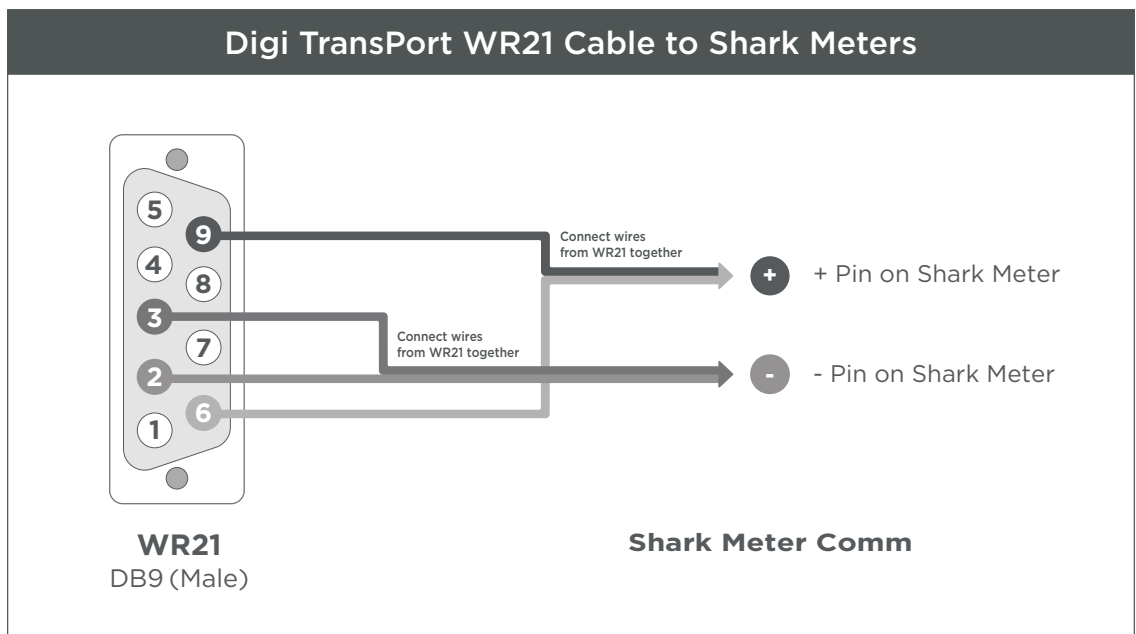 Digi TransPort WR21 Cable to Shark Meters
5
9
4
8
3
7
2
6
1
Connect wires
from WR21 together
+
+ Pin on Shark Meter
Connect wires
from WR21 together
-
- Pin on Shark Meter
WR21
DB9 (Male)
Shark Meter Comm